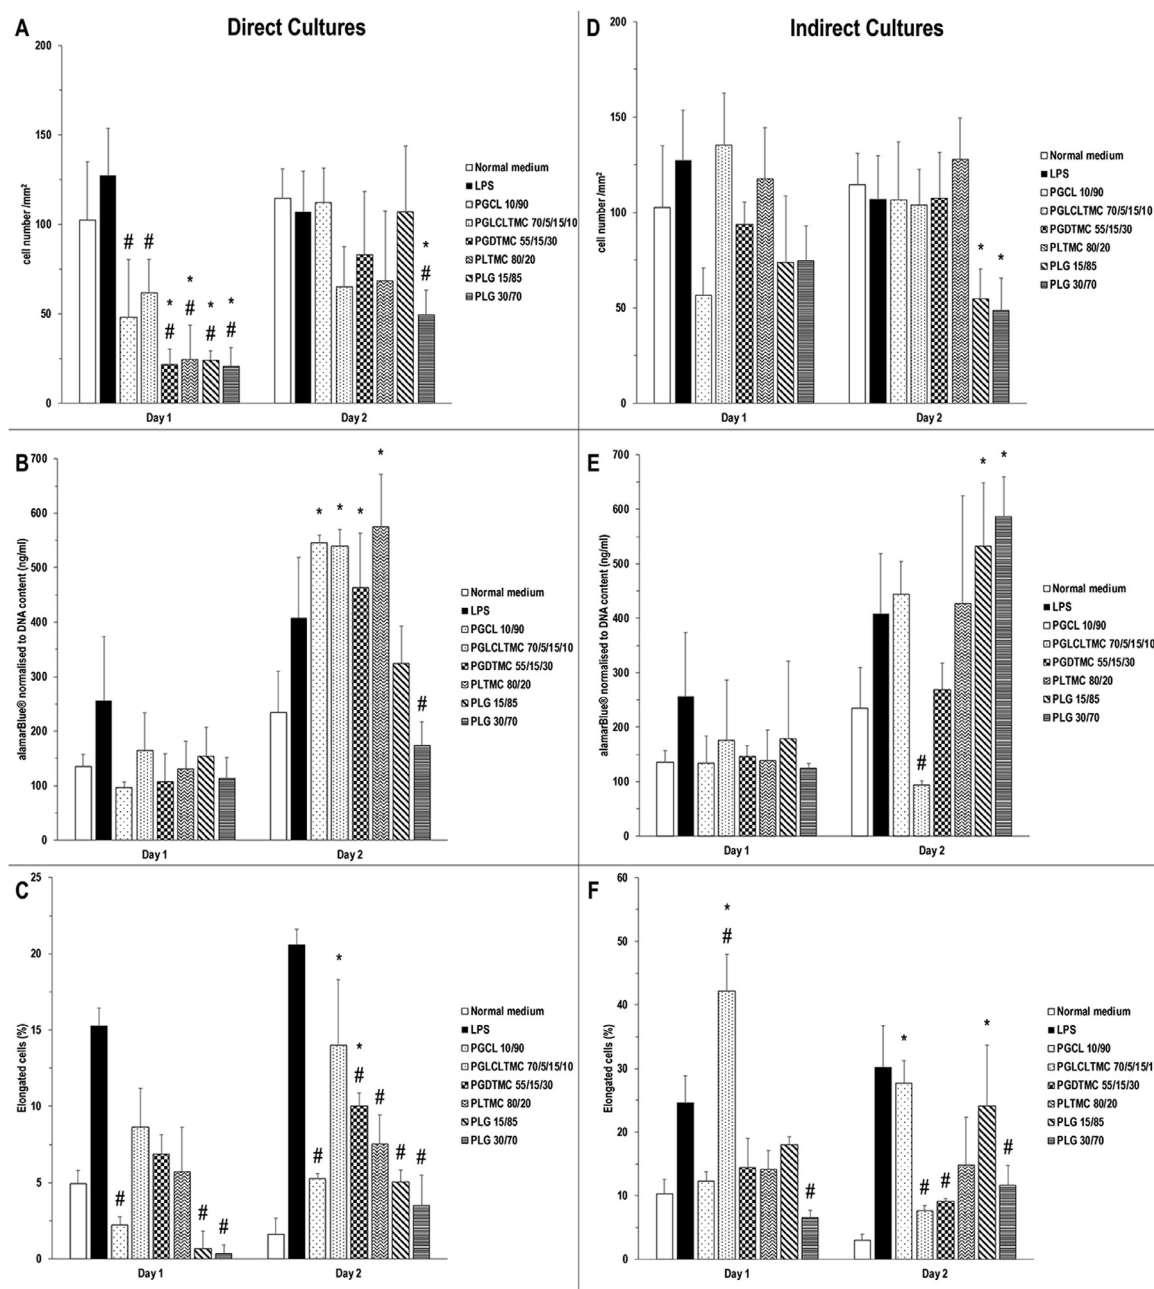 A
Direct Cultures
200
150
100
50
0
cell number /mm²
# # * # * # * # * #
* #
Day 1
Day 2
Normal medium
LPS
PGCL 10/90
PGLCLTMC 70/5/15/10
PGDTMC 55/15/30
PLTMC 80/20
PLG 15/85
PLG 30/70
D
Indirect Cultures
200
150
100
50
0
cell number /mm²
* *
Day 1
Day 2
Normal medium
LPS
PGCL 10/90
PGLCLTMC 70/5/15/10
PGDTMC 55/15/30
PLTMC 80/20
PLG 15/85
PLG 30/70
B
700
600
500
400
300
200
100
0
alamarBlue® normalised to DNA content (ng/ml)
* * * * #
Day 1
Day 2
Normal medium
LPS
PGCL 10/90
PGLCLTMC 70/5/15/10
PGDTMC 55/15/30
PLTMC 80/20
PLG 15/85
PLG 30/70
E
700
600
500
400
300
200
100
0
alamarBlue® normalised to DNA content (ng/ml)
# * *
Day 1
Day 2
Normal medium
LPS
PGCL 10/90
PGLCLTMC 70/5/15/10
PGDTMC 55/15/30
PLTMC 80/20
PLG 15/85
PLG 30/70
C
25
20
15
10
5
0
Elongated cells (%)
# # #
# * * # # # #
Day 1
Day 2
Normal medium
LPS
PGCL 10/90
PGLCLTMC 70/5/15/10
PGDTMC 55/15/30
PLTMC 80/20
PLG 15/85
PLG 30/70
F
60
50
40
30
20
10
0
Elongated cells (%)
* # #
* # # * #
Day 1
Day 2
Normal medium
LPS
PGCL 10/90
PGLCLTMC 70/5/15/1
PGDTMC 55/15/30
PLTMC 80/20
PLG 15/85
PLG 30/70